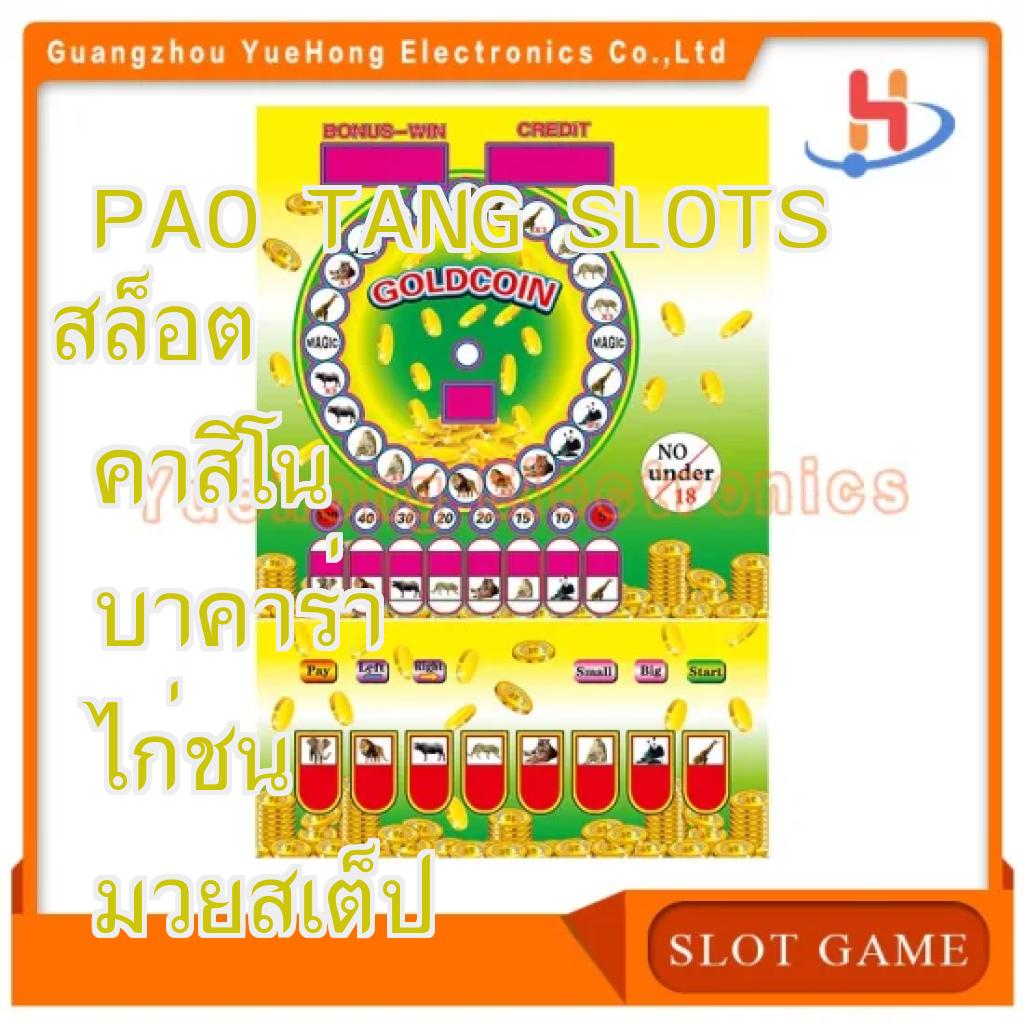 Guangzhou YueHong Electronics Co.,Ltd
BONUS-WIN
CREDIT
PAO TANG SLOTS
GOLDCOIN
สล็อต
MAGIC
MAGIC
คาสิโน
NO
under
18
YueHong Electronics
40 30 20 20 15 10 5
บาคาร่า
Pay Left Right Small Big Start
ไก่ชน
มวยสเต็ป
SLOT GAME